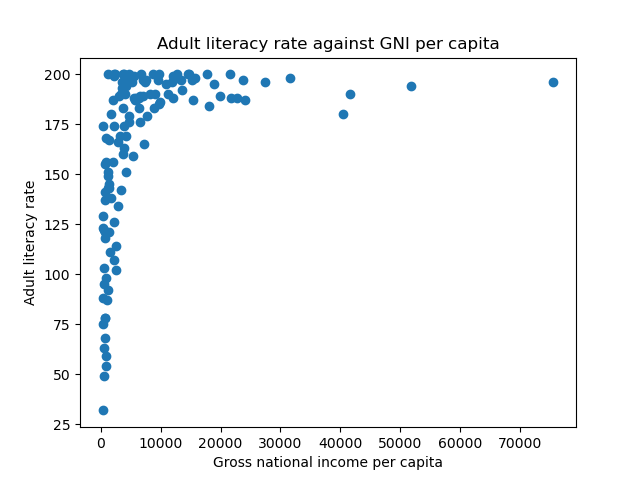 Adult literacy rate against GNI per capita
200
175
150
125
100
75
50
25
Adult literacy rate
0 10000 20000 30000 40000 50000 60000 70000
Gross national income per capita